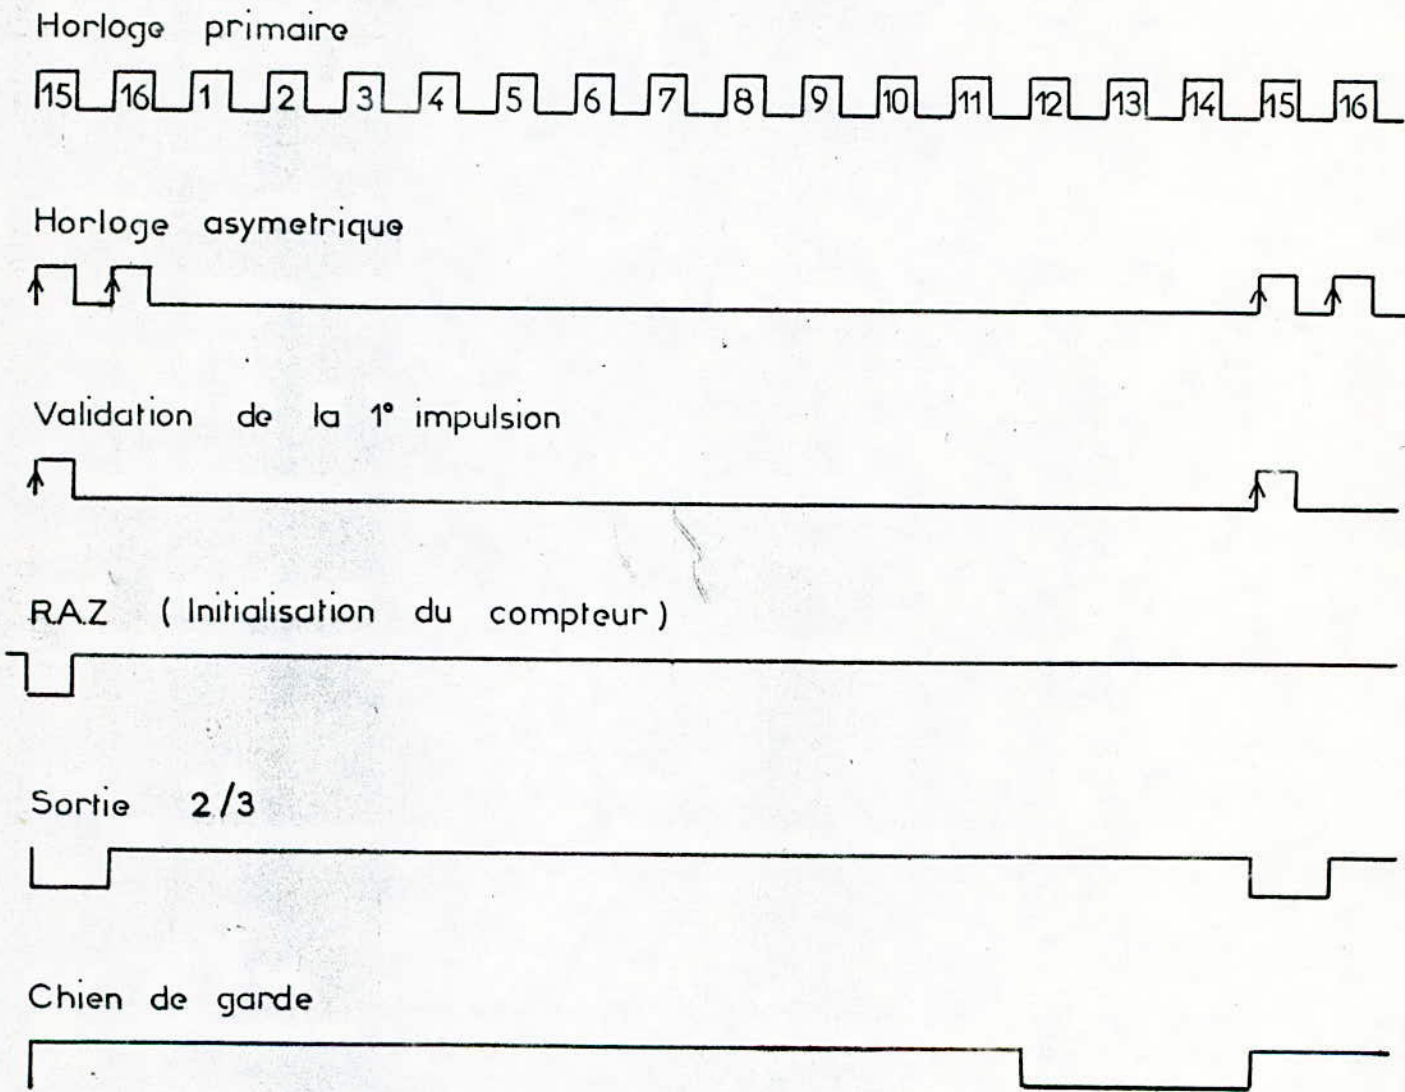 Horloge primaire
15 16 1 2 3 4 5 6 7 8 9 10 11 12 13 14 15 16
Horloge asymetrique
Validation de la 1° impulsion
R.A.Z ( Initialisation du compteur )
Sortie 2/3
Chien de garde